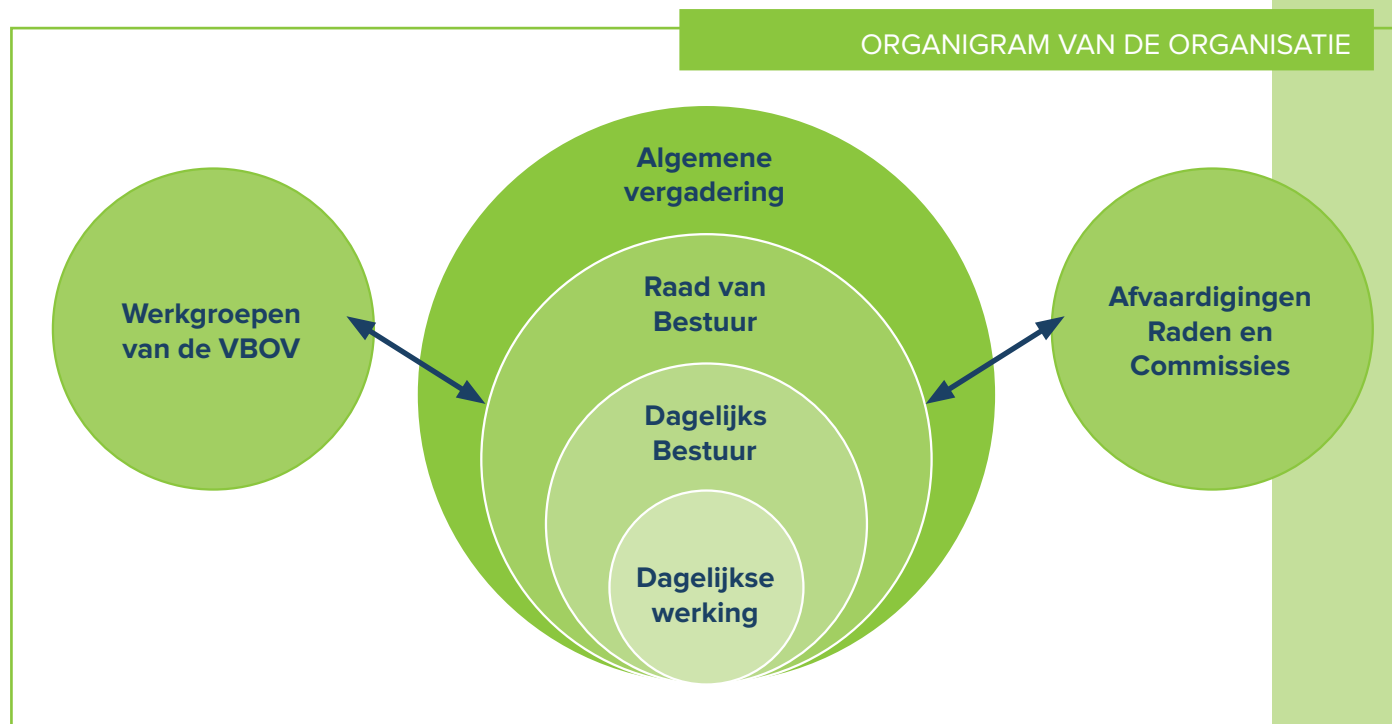 ORGANIGRAM VAN DE ORGANISATIE
Algemene
vergadering
Raad van
Bestuur
Dagelijks
Bestuur
Dagelijkse
werking
Werkgroepen
van de VBOV
Afvaardigingen
Raden en
Commissies